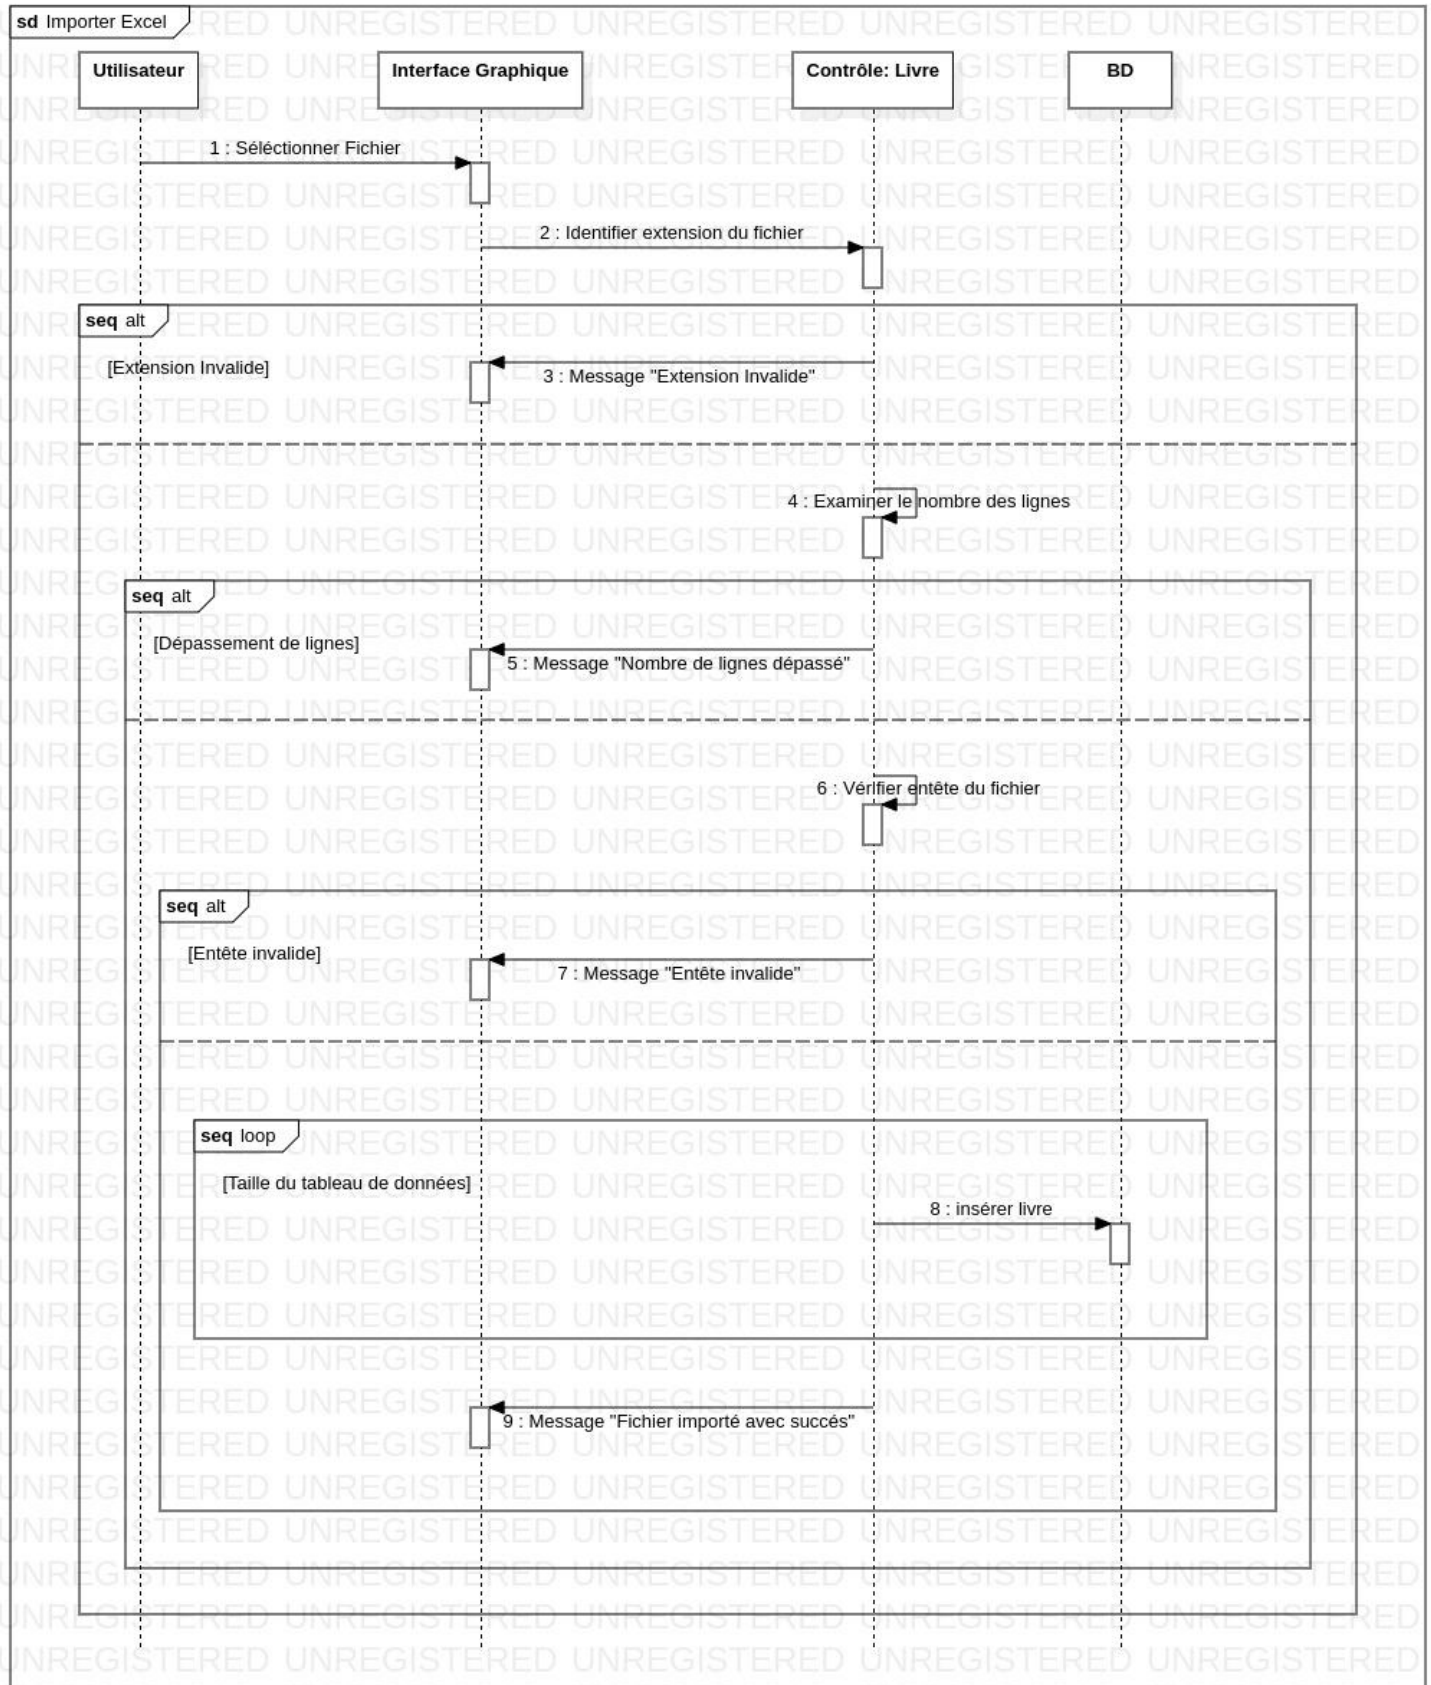 sd Importer Excel
Utilisateur
Interface Graphique
Contrôle: Livre
BD
1 : Séléctionner Fichier
2 : Identifier extension du fichier
seq alt
[Extension Invalide]
3 : Message "Extension Invalide"
4 : Examiner le nombre des lignes
seq alt
[Dépassement de lignes]
5 : Message "Nombre de lignes dépassé"
6 : Vérifier entête du fichier
seq alt
[Entête invalide]
7 : Message "Entête invalide"
seq loop
[Taille du tableau de données]
8 : insérer livre
9 : Message "Fichier importé avec succés"
UNREGISTERED